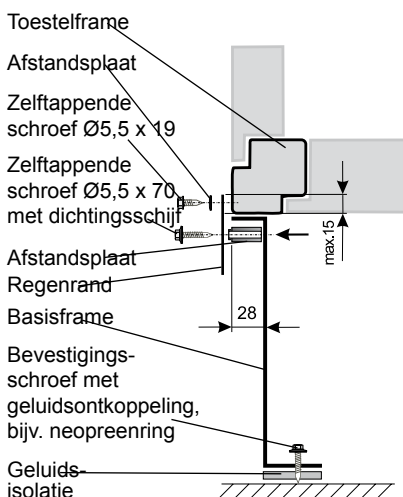 Toestelframe
Afstandsplaat
Zelftappende
schroef Ø5,5 x 19
Zelftappende
schroef Ø5,5 x 70
met dichtingsschijf
Afstandsplaat
Regenrand
Basisframe
Bevestigings-
schroef met
geluidsontkoppeling,
bijv. neopreenring
Geluids-
isolatie
28
max.15